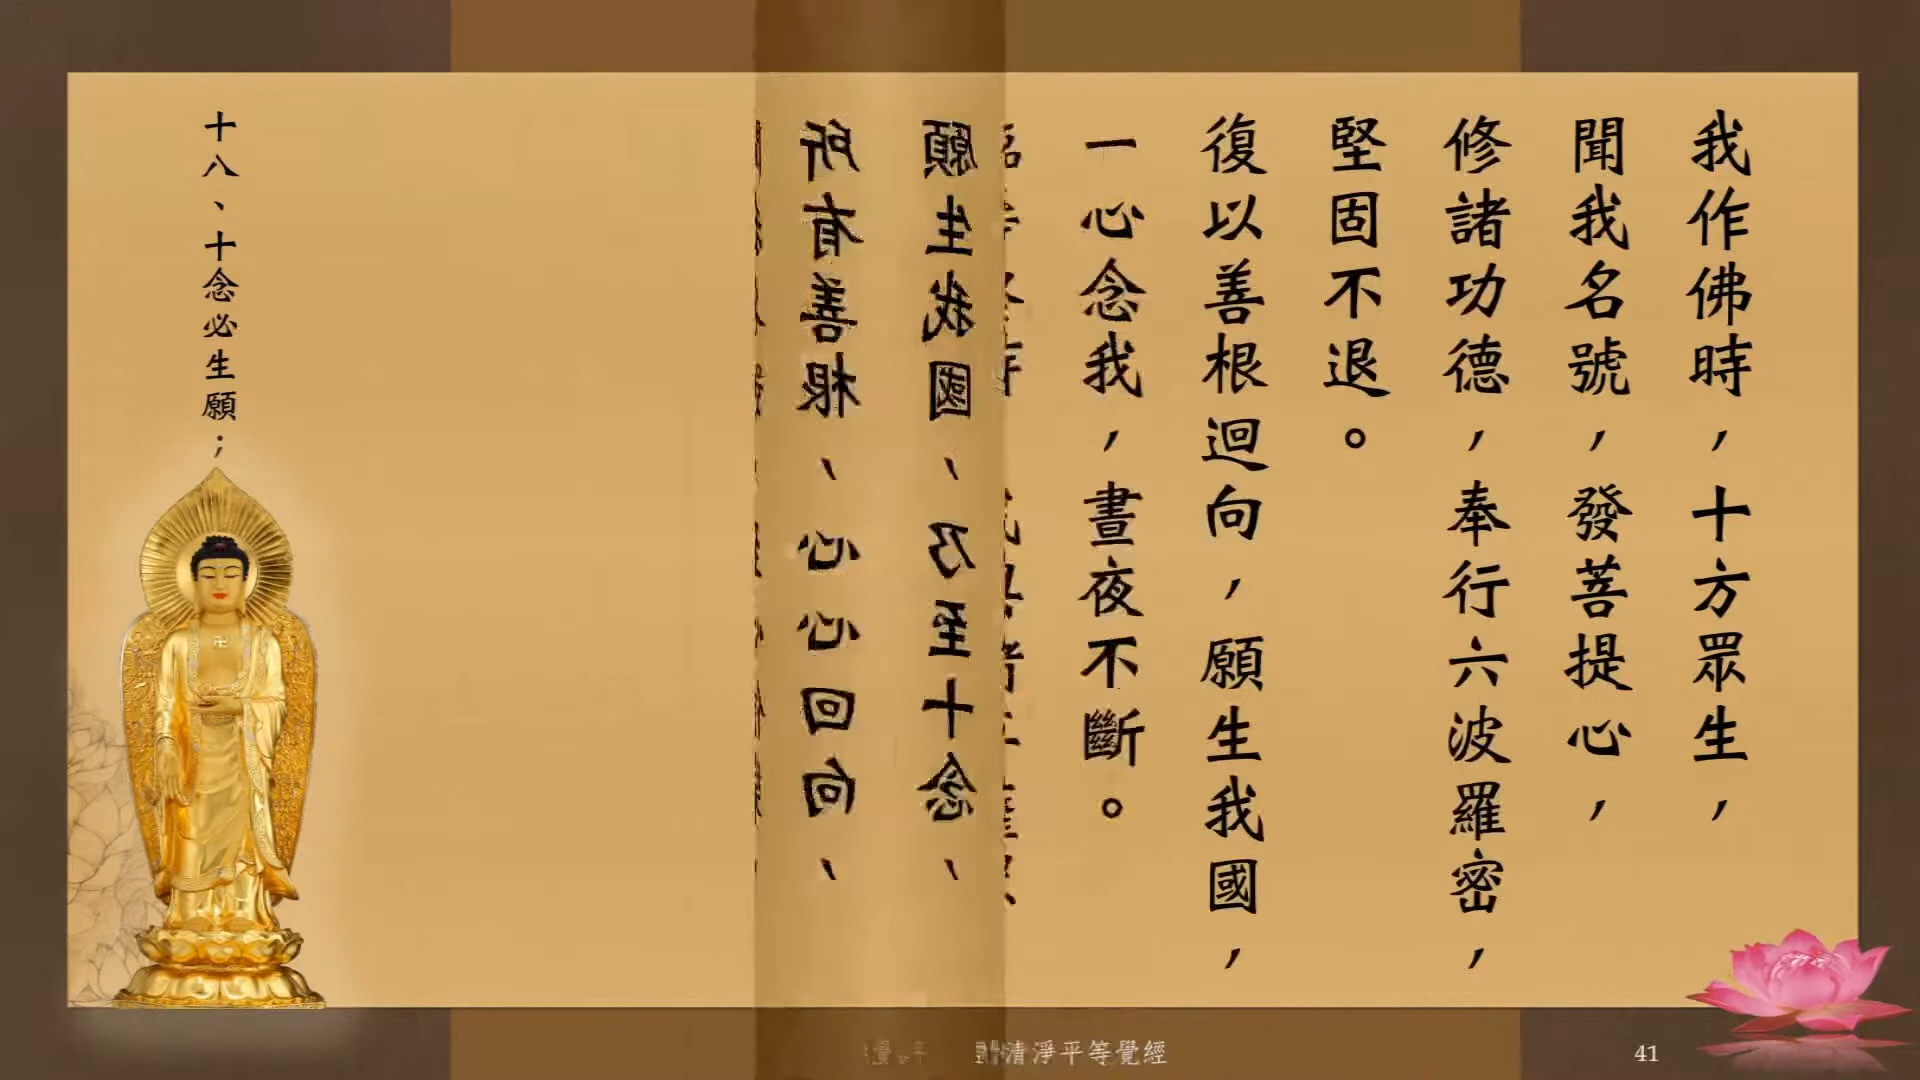 我作佛時，十方眾生，
聞我名號，發菩提心，
修諸功德，奉行六波羅密，
堅固不退。
復以善根迴向，願生我國，
一心念我，晝夜不斷。
願生我國，乃至十念，
所有善根，心心回向，
十八、十念必生願；
清淨平等覺經
41